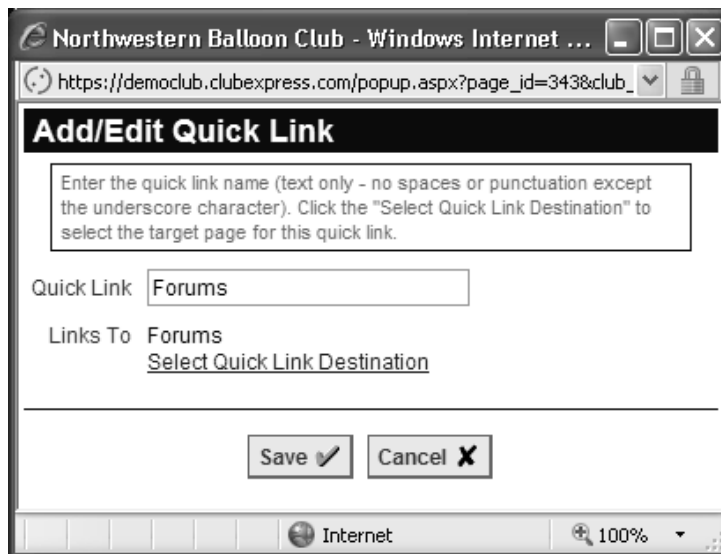 Northwestern Balloon Club - Windows Internet ...
https://democlub.clubexpress.com/popup.aspx?page_id=343&club_
Add/Edit Quick Link
Enter the quick link name (text only - no spaces or punctuation except
the underscore character). Click the "Select Quick Link Destination" to
select the target page for this quick link.
Quick Link Forums
Links To Forums
Select Quick Link Destination
Save Cancel
Internet 100%